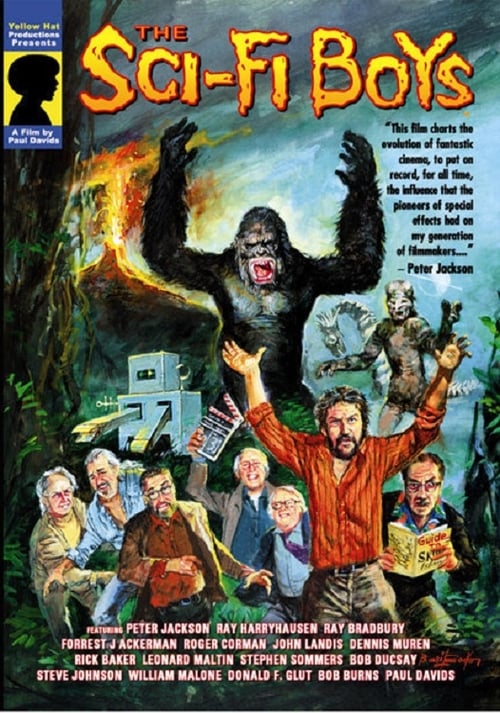 Yellow Hat
Productions
Presents
A Film by
Paul Davids
THE
SCI-FI BOYS
"This film charts the
evolution of fantastic
cinema, to put on
record, for all time,
the influence that the
pioneers of special
effects had on
my generation
of filmmakers...."
– Peter Jackson
Guide
FEATURING PETER JACKSON RAY HARRYHAUSEN RAY BRADBURY
FORREST J ACKERMAN ROGER CORMAN JOHN LANDIS DENNIS MUREN
RICK BAKER LEONARD MALTIN STEPHEN SOMMERS BOB DUCSAY
STEVE JOHNSON WILLIAM MALONE DONALD F. GLUT BOB BURNS PAUL DAVIDS